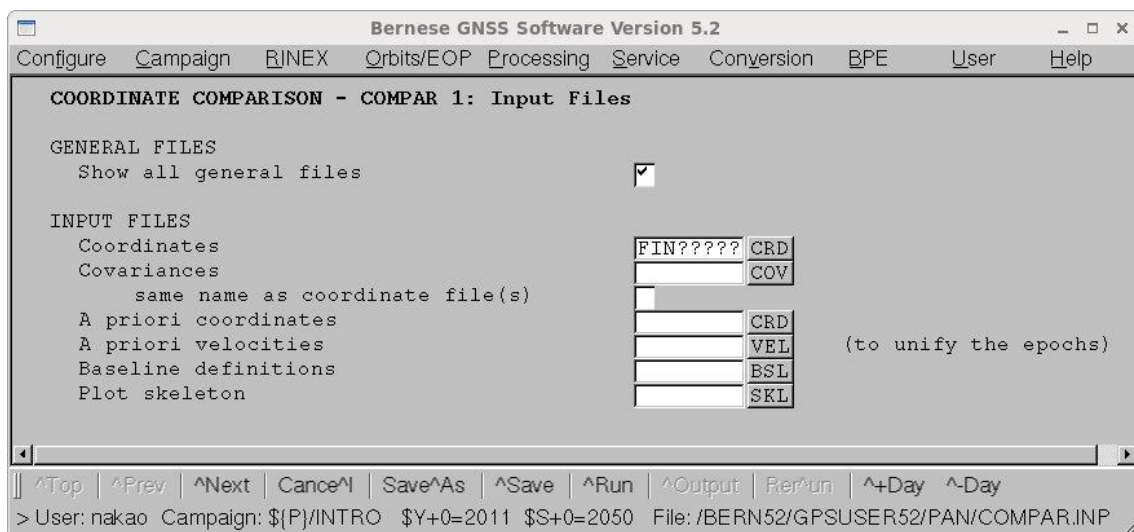 Bernese GNSS Software Version 5.2
Configure Campaign RINEX Orbits/EOP Processing Service Conversion BPE User Help
COORDINATE COMPARISON - COMPAR 1: Input Files
GENERAL FILES
Show all general files
INPUT FILES
Coordinates FIN????? CRD
Covariances COV
same name as coordinate file(s)
A priori coordinates CRD
A priori velocities VEL (to unify the epochs)
Baseline definitions BSL
Plot skeleton SKL
^Top | ^Prev | ^Next | Cance^l | Save^As | ^Save | ^Run | ^Output | Rer^un | ^+Day ^-Day
> User: nakao Campaign: ${P}/INTRO $Y+0=2011 $S+0=2050 File: /BERN52/GPSUSER52/PAN/COMPAR.INP